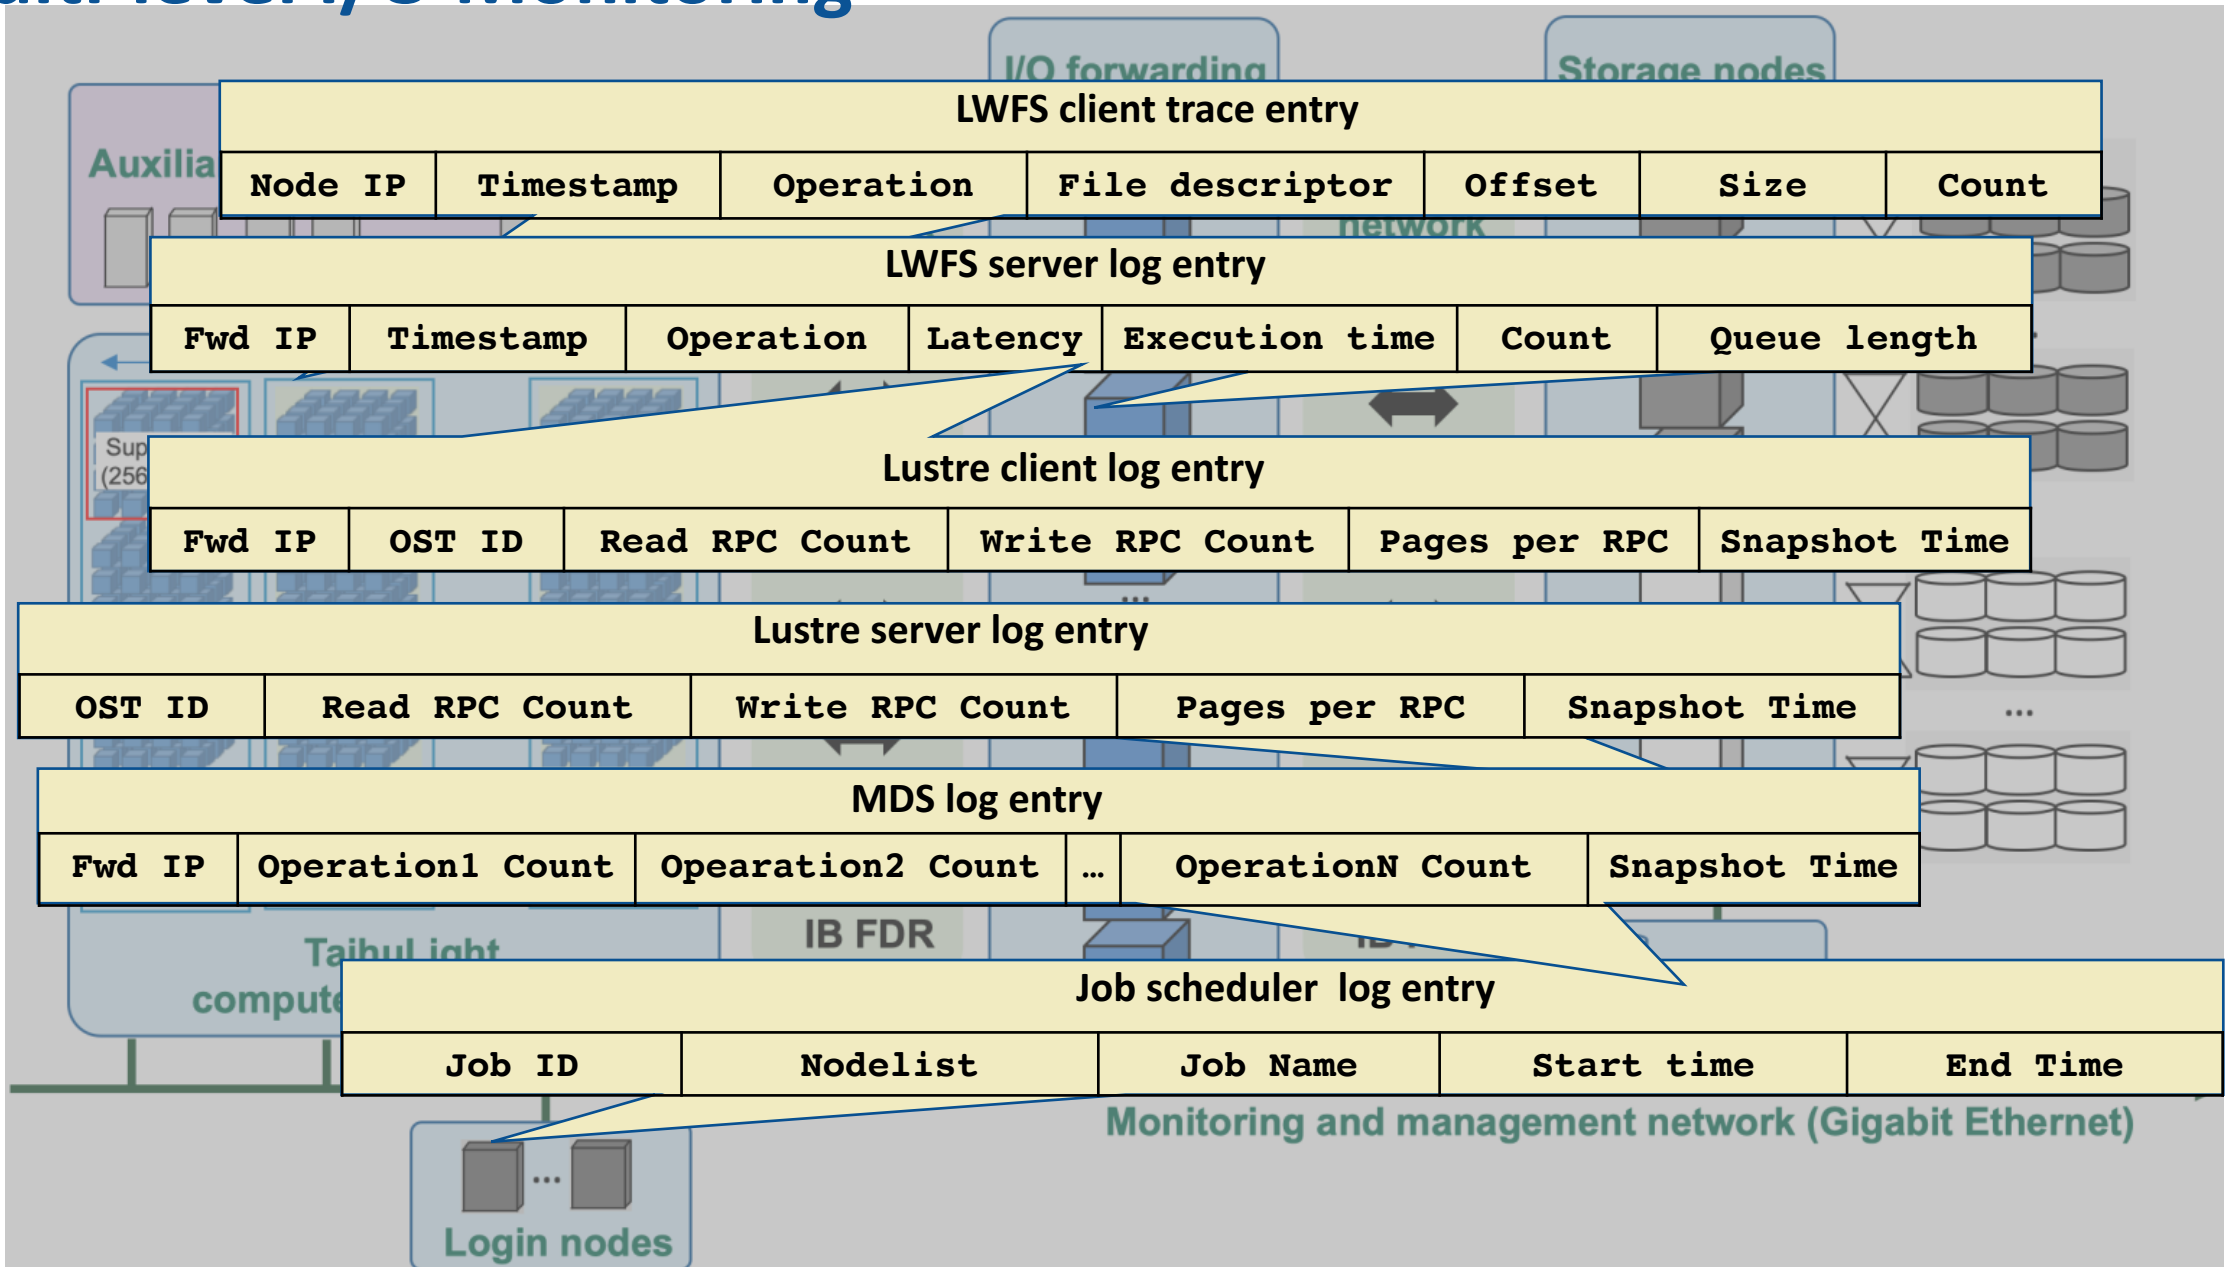 I/O Monitoring
I/O forwarding
Storage nodes
LWFS client trace entry
Node IP Timestamp Operation File descriptor Offset Size Count
network
LWFS server log entry
Fwd IP Timestamp Operation Latency Execution time Count Queue length
Lustre client log entry
Fwd IP OST ID Read RPC Count Write RPC Count Pages per RPC Snapshot Time
...
Lustre server log entry
OST ID Read RPC Count Write RPC Count Pages per RPC Snapshot Time
...
MDS log entry
Fwd IP Operation1 Count Opearation2 Count … OperationN Count Snapshot Time
IB FDR
TaihuLight
Job scheduler log entry
Job ID Nodelist Job Name Start time End Time
Monitoring and management network (Gigabit Ethernet)
...
Login nodes